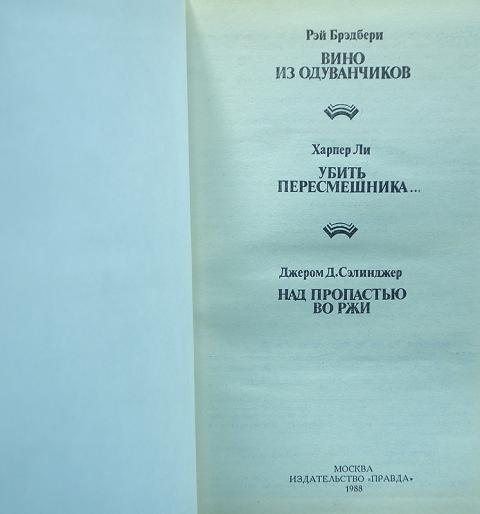 Рэй Брэдбери
ВИНО
ИЗ ОДУВАНЧИКОВ
Харпер Ли
УБИТЬ
ПЕРЕСМЕШНИКА...
Джером Д.Сэлинджер
НАД ПРОПАСТЬЮ
ВО РЖИ
МОСКВА
ИЗДАТЕЛЬСТВО «ПРАВДА»
1988